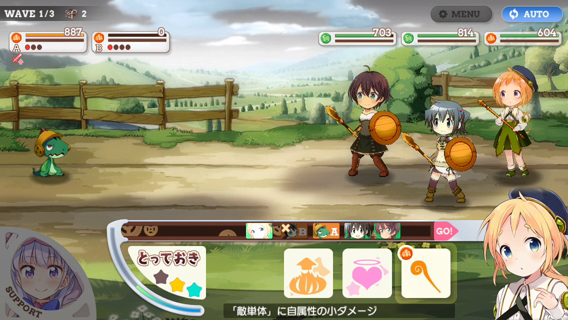 WAVE 1/3 2
MENU
AUTO
887
A
0
B
703
814
604
B
A
GO!
とっておき
SUPPORT
「敵単体」に自属性の小ダメージ